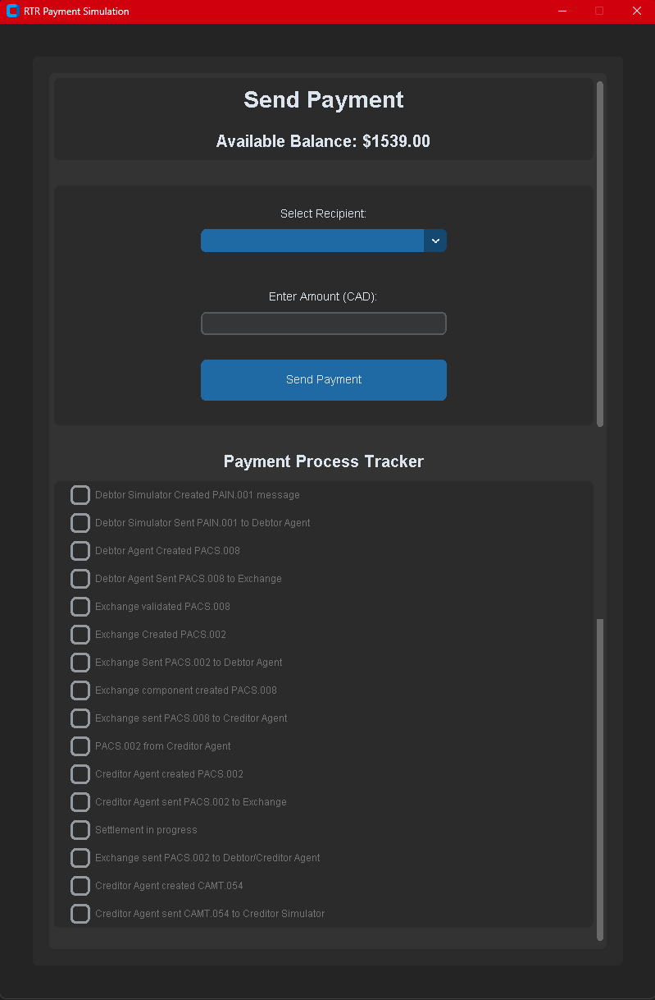 RTR Payment Simulation
Send Payment
Available Balance: $1539.00
Select Recipient:
Enter Amount (CAD):
Send Payment
Payment Process Tracker
Debtor Simulator Created PAIN.001 message
Debtor Simulator Sent PAIN.001 to Debtor Agent
Debtor Agent Created PACS.008
Debtor Agent Sent PACS.008 to Exchange
Exchange validated PACS.008
Exchange Created PACS.002
Exchange Sent PACS.002 to Debtor Agent
Exchange component created PACS.008
Exchange sent PACS.008 to Creditor Agent
PACS.002 from Creditor Agent
Creditor Agent created PACS.002
Creditor Agent sent PACS.002 to Exchange
Settlement in progress
Exchange sent PACS.002 to Debtor/Creditor Agent
Creditor Agent created CAMT.054
Creditor Agent sent CAMT.054 to Creditor Simulator